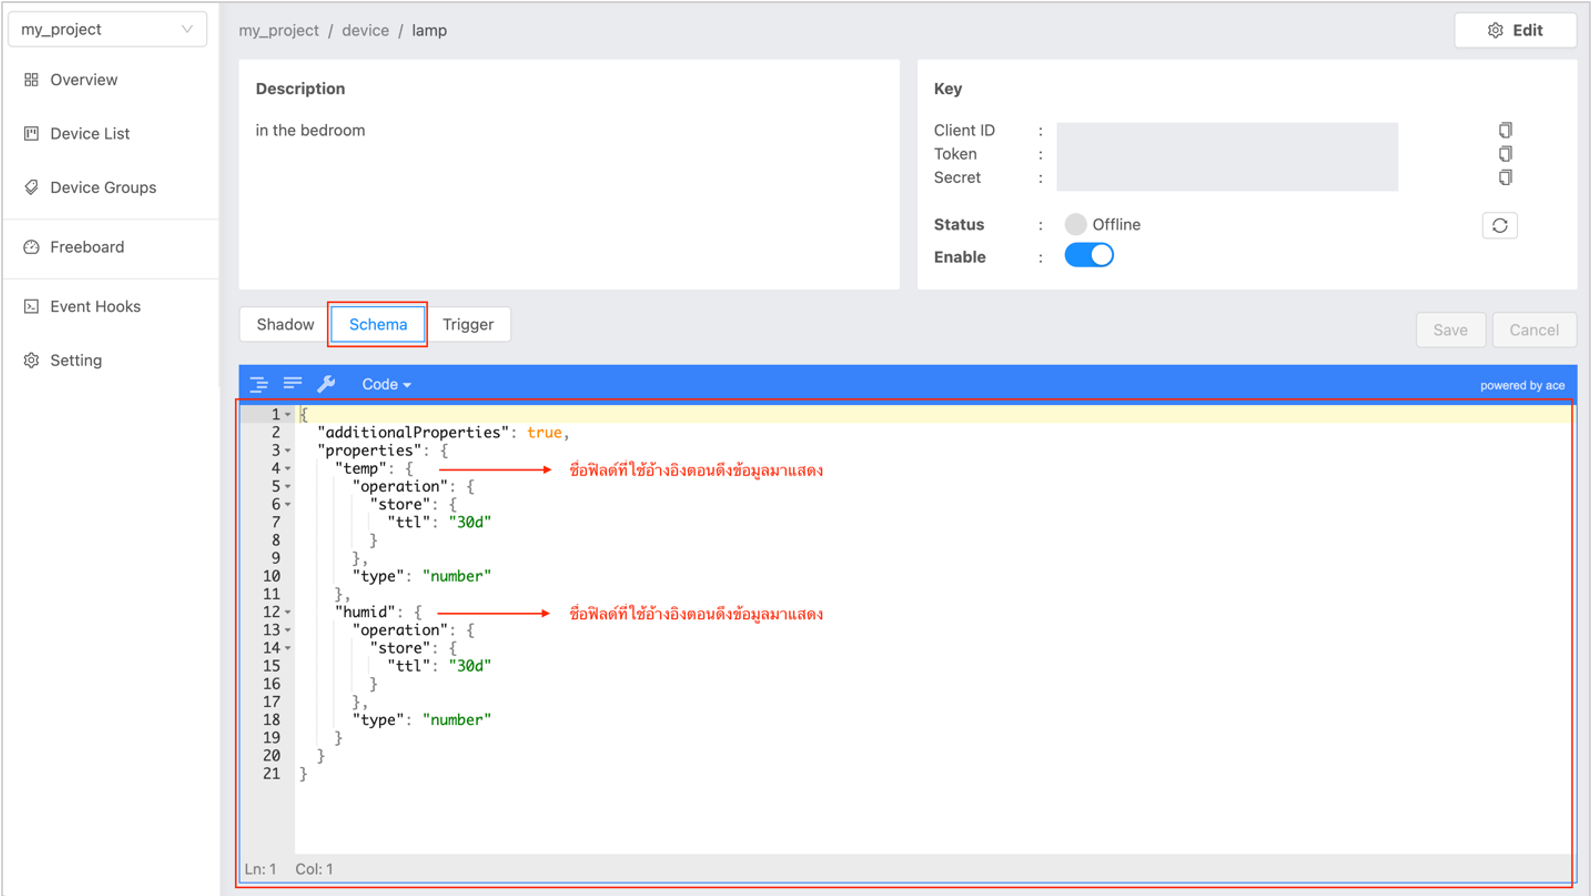 my_project
Overview
Device List
Device Groups
Freeboard
Event Hooks
Setting
my_project / device / lamp
Edit
Description
in the bedroom
Key
Client ID :
Token :
Secret :
Status : Offline
Enable :
Shadow Schema Trigger
Save Cancel
Code
powered by ace
1 {
2 "additionalProperties": true,
3 "properties": {
4 "temp": { ชื่อฟิลด์ที่ใช้อ้างอิงตอนดึงข้อมูลมาแสดง
5 "operation": {
6 "store": {
7 "ttl": "30d"
8 }
9 },
10 "type": "number"
11 },
12 "humid": { ชื่อฟิลด์ที่ใช้อ้างอิงตอนดึงข้อมูลมาแสดง
13 "operation": {
14 "store": {
15 "ttl": "30d"
16 }
17 },
18 "type": "number"
19 }
20 }
21 }
Ln: 1 Col: 1